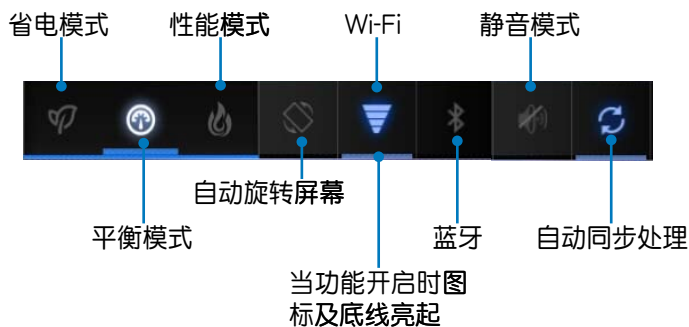 省电模式
性能模式
Wi-Fi
静音模式
自动旋转屏幕
平衡模式
蓝牙
自动同步处理
当功能开启时图
标及底线亮起